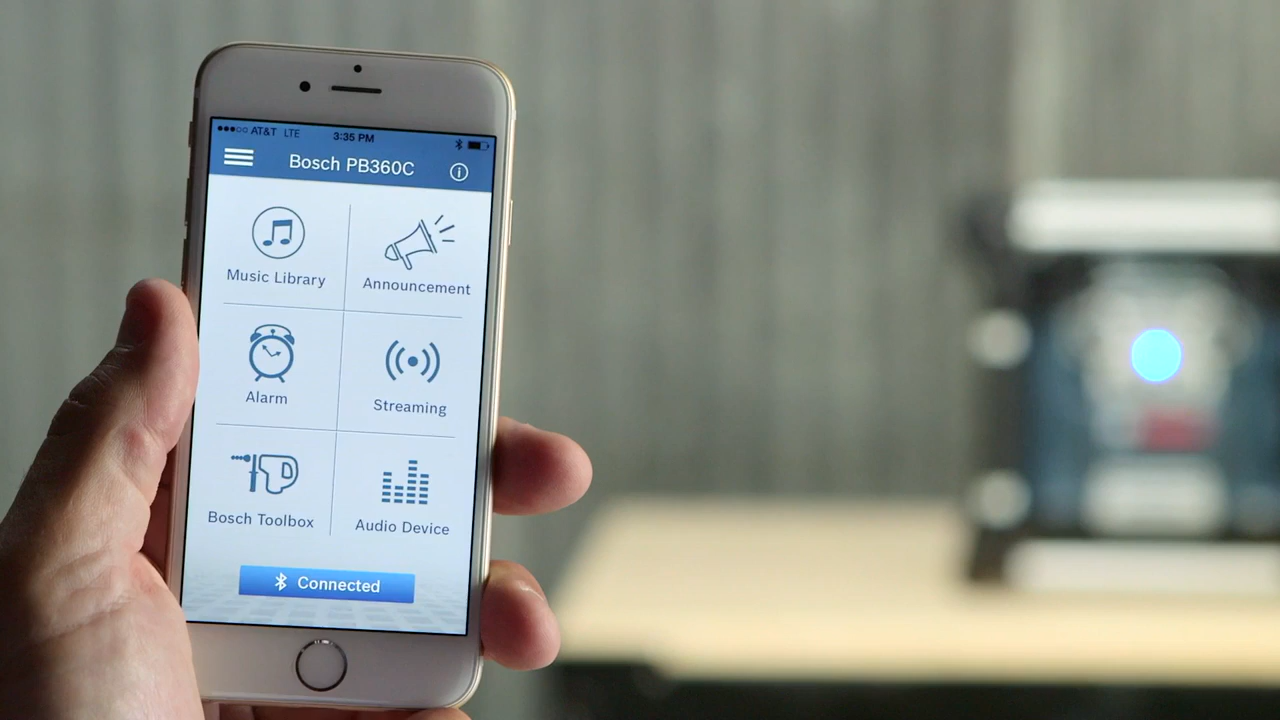 AT&T LTE 3:35 PM
Bosch PB360C
Music Library
Announcement
Alarm
Streaming
Bosch Toolbox
Audio Device
Connected